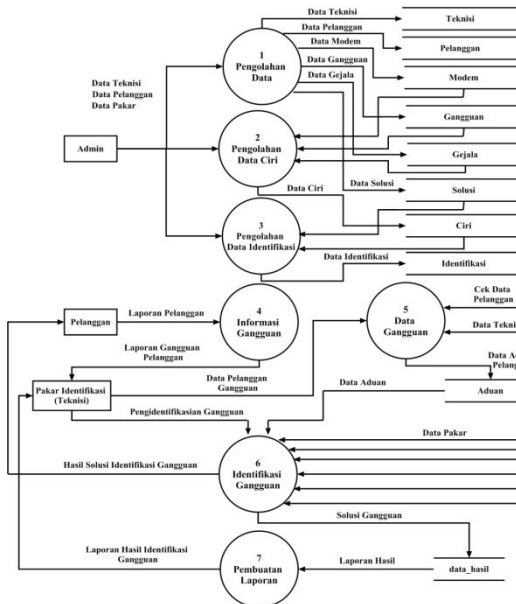 Data Teknisi
Teknisi
Data Pelanggan
Pelanggan
1
Pengolahan
Data
Data Modem
Modem
Data Gangguan
Data Gejala
Data Teknisi
Data Pelanggan
Data Pakar
Gangguan
2
Pengolahan
Data Ciri
Admin
Gejala
Data Ciri
Data Solusi
Solusi
3
Pengolahan
Data Identifikasi
Ciri
Data Identifikasi
Identifikasi
4
Informasi
Gangguan
5
Data
Gangguan
Cek Data
Pelanggan
Pelanggan
Laporan Pelanggan
Data Teknis
Laporan Gangguan
Pelanggan
Data Pelanggan
Gangguan
Data
Pakar Identifikasi
(Teknisi)
Data Aduan
Aduan
Pengidentifikasian Gangguan
Data Pakar
6
Identifikasi
Gangguan
Hasil Solusi Identifikasi Gangguan
Solusi Gangguan
Laporan Hasil Identifikasi
Gangguan
7
Pembuatan
Laporan
Laporan Hasil
data_hasil